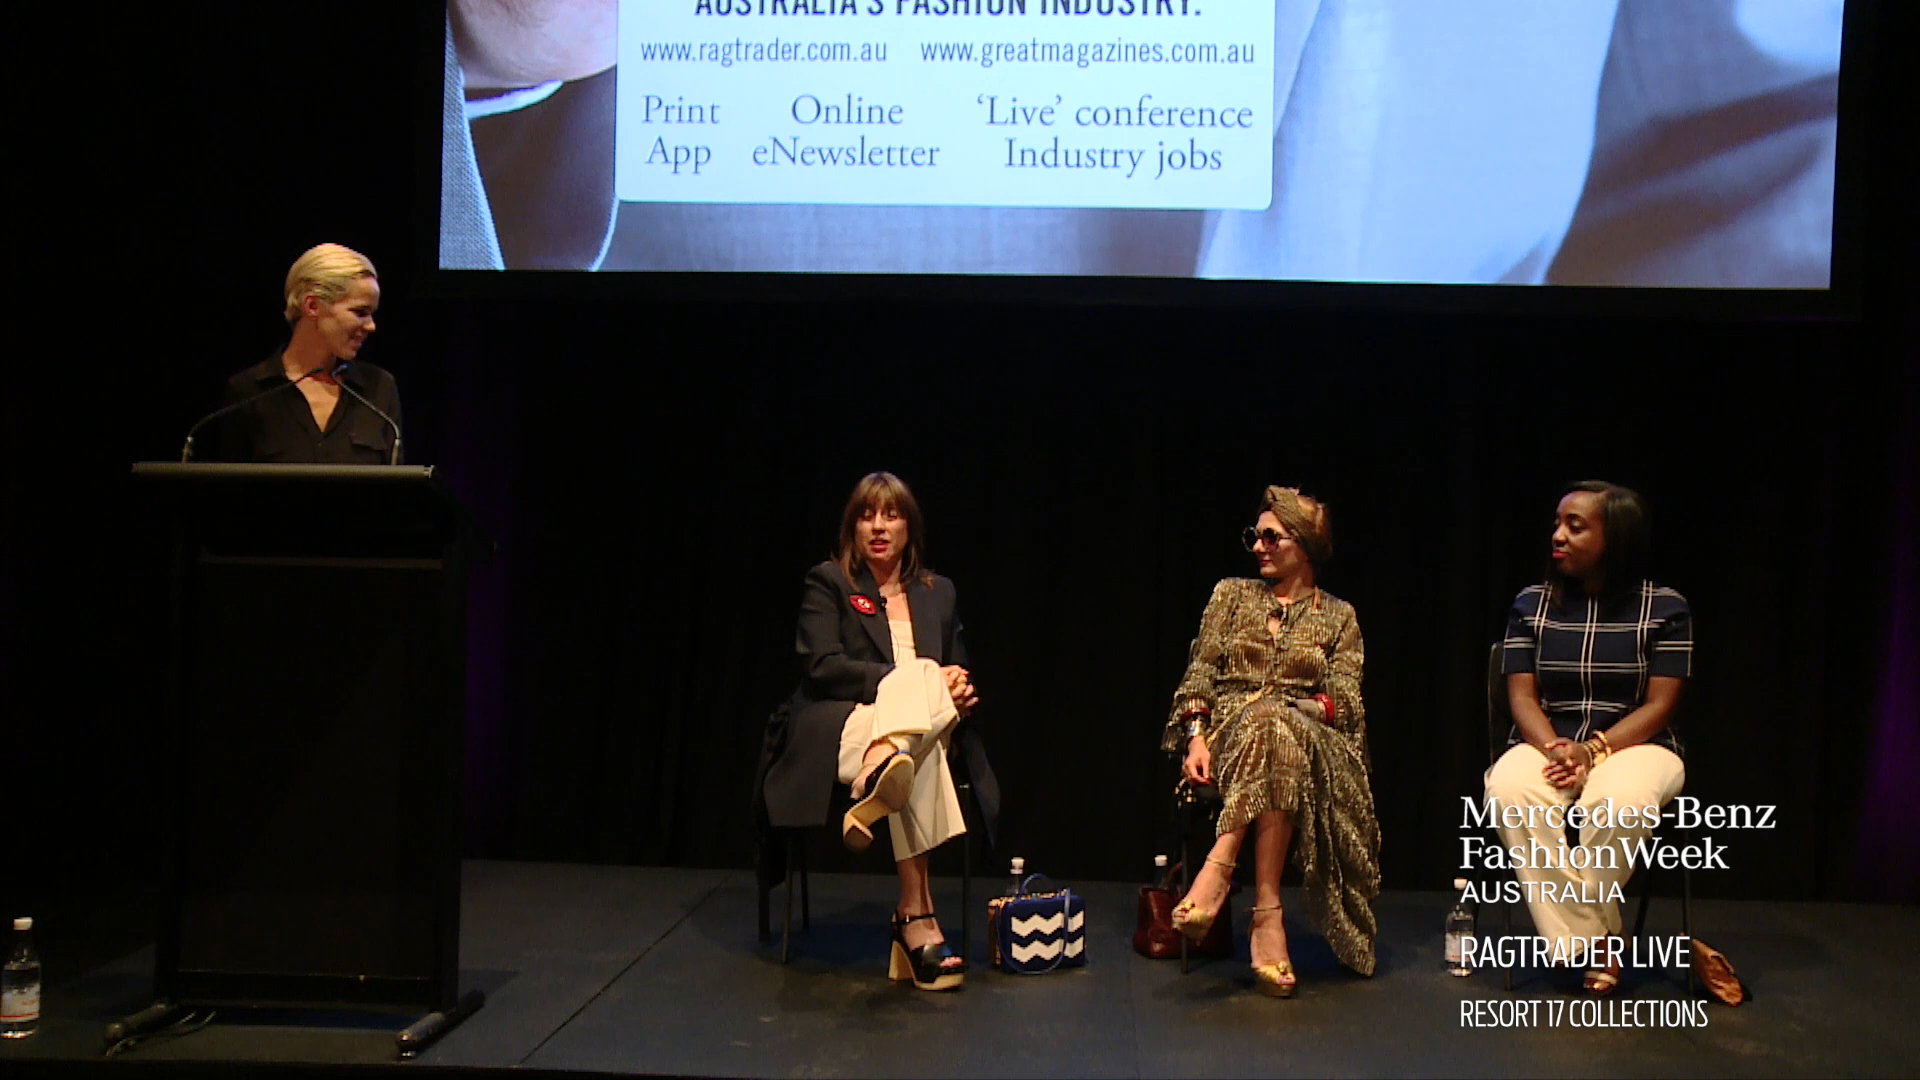 AUSTRALIA'S FASHION INDUSTRY.
www.ragtrader.com.au www.greatmagazines.com.au
Print Online 'Live' conference
App eNewsletter Industry jobs
Mercedes-Benz
FashionWeek
AUSTRALIA
RAGTRADER LIVE
RESORT 17 COLLECTIONS